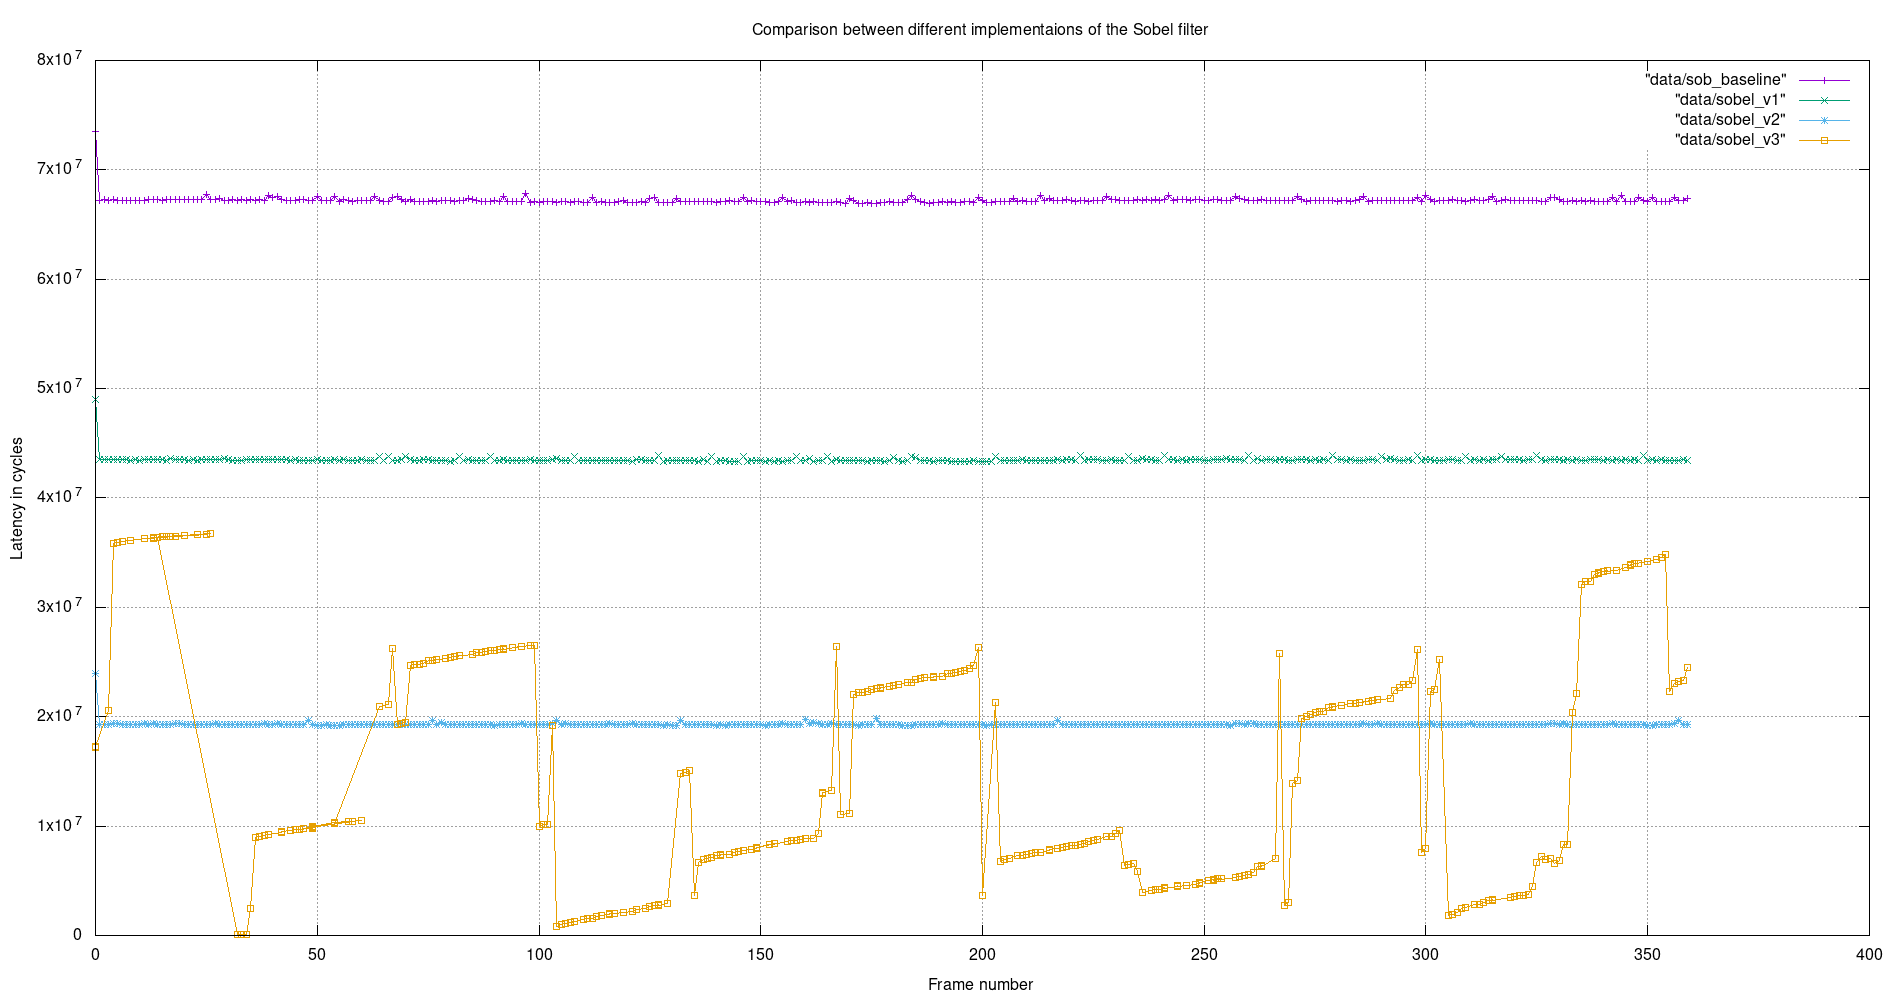 Comparison between different implementaions of the Sobel filter
8x10^7
7x10^7
6x10^7
5x10^7
4x10^7
3x10^7
2x10^7
1x10^7
0
Latency in cycles
"data/sob_baseline"
"data/sobel_v1"
"data/sobel_v2"
"data/sobel_v3"
0 50 100 150 200 250 300 350 400
Frame number